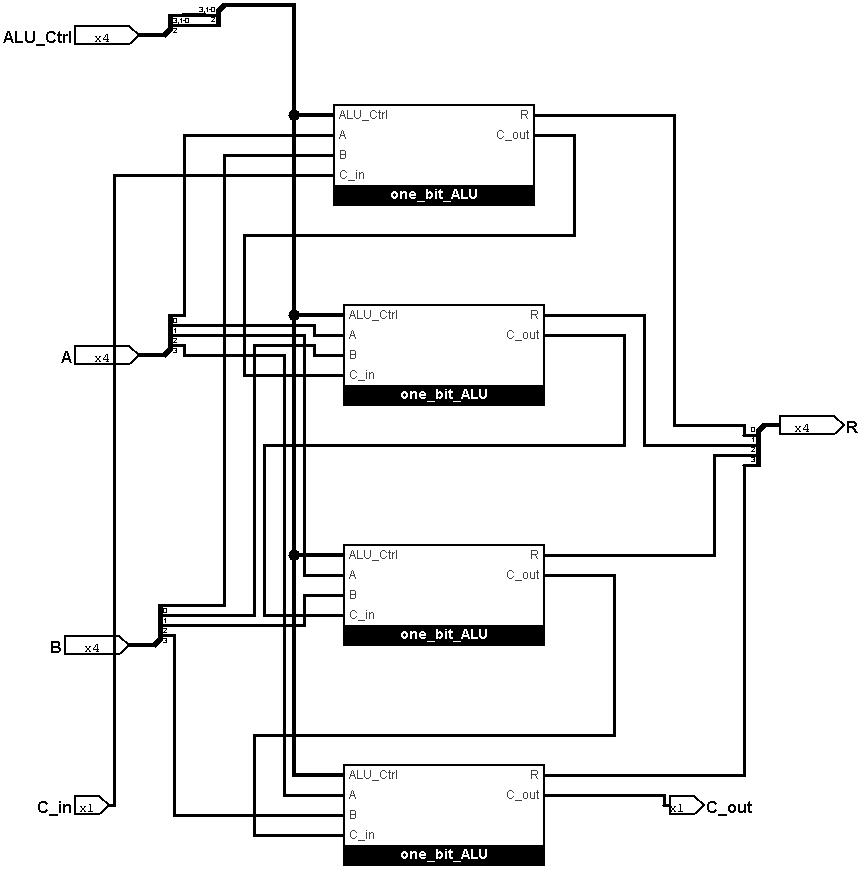 3,1-0
3,1-0
2
2
ALU_Ctrl
x4
ALU_Ctrl
R
A
C_out
B
C_in
one_bit_ALU
0
1
2
3
A
x4
ALU_Ctrl
R
A
C_out
B
C_in
one_bit_ALU
0
1
2
3
x4
R
ALU_Ctrl
R
A
C_out
B
C_in
one_bit_ALU
0
1
2
3
B
x4
ALU_Ctrl
R
A
C_out
B
C_in
one_bit_ALU
C_in
x1
x1
C_out